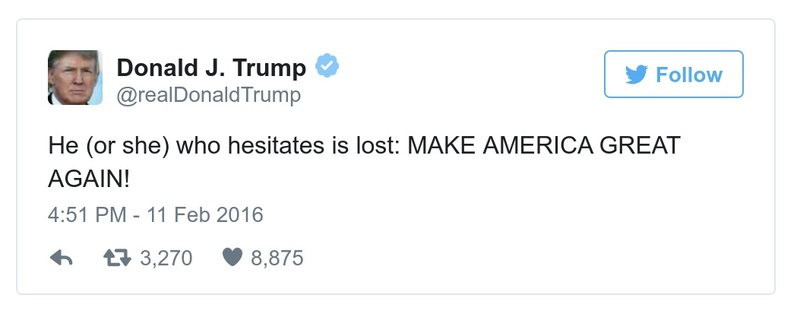 Donald J. Trump
@realDonaldTrump
Follow
He (or she) who hesitates is lost: MAKE AMERICA GREAT
AGAIN!
4:51 PM - 11 Feb 2016
3,270 8,875